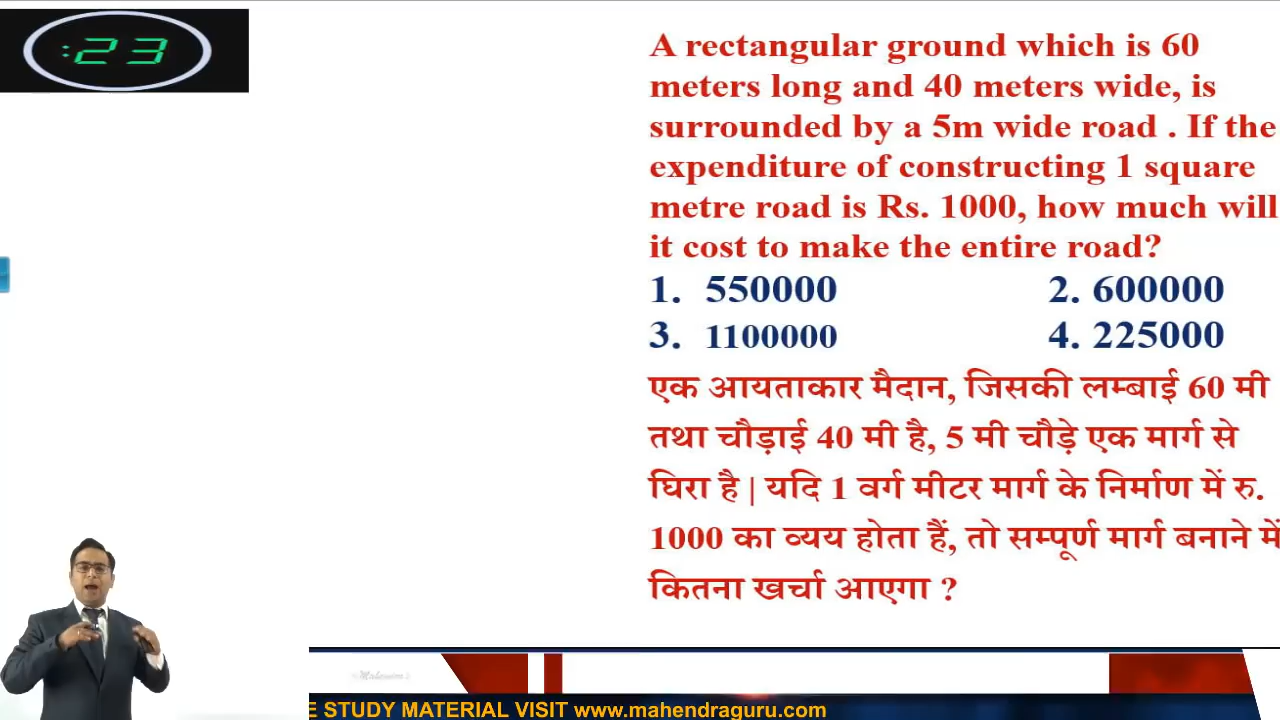 :23
A rectangular ground which is 60
meters long and 40 meters wide, is
surrounded by a 5m wide road . If the
expenditure of constructing 1 square
metre road is Rs. 1000, how much will
it cost to make the entire road?
1. 550000 2. 600000
3. 1100000 4. 225000
एक आयताकार मैदान, जिसकी लम्बाई 60 मी
तथा चौड़ाई 40 मी है, 5 मी चौड़े एक मार्ग से
घिरा है | यदि 1 वर्ग मीटर मार्ग के निर्माण में रु.
1000 का व्यय होता हैं, तो सम्पूर्ण मार्ग बनाने में
कितना खर्चा आएगा ?
E STUDY MATERIAL VISIT www.mahendraguru.com